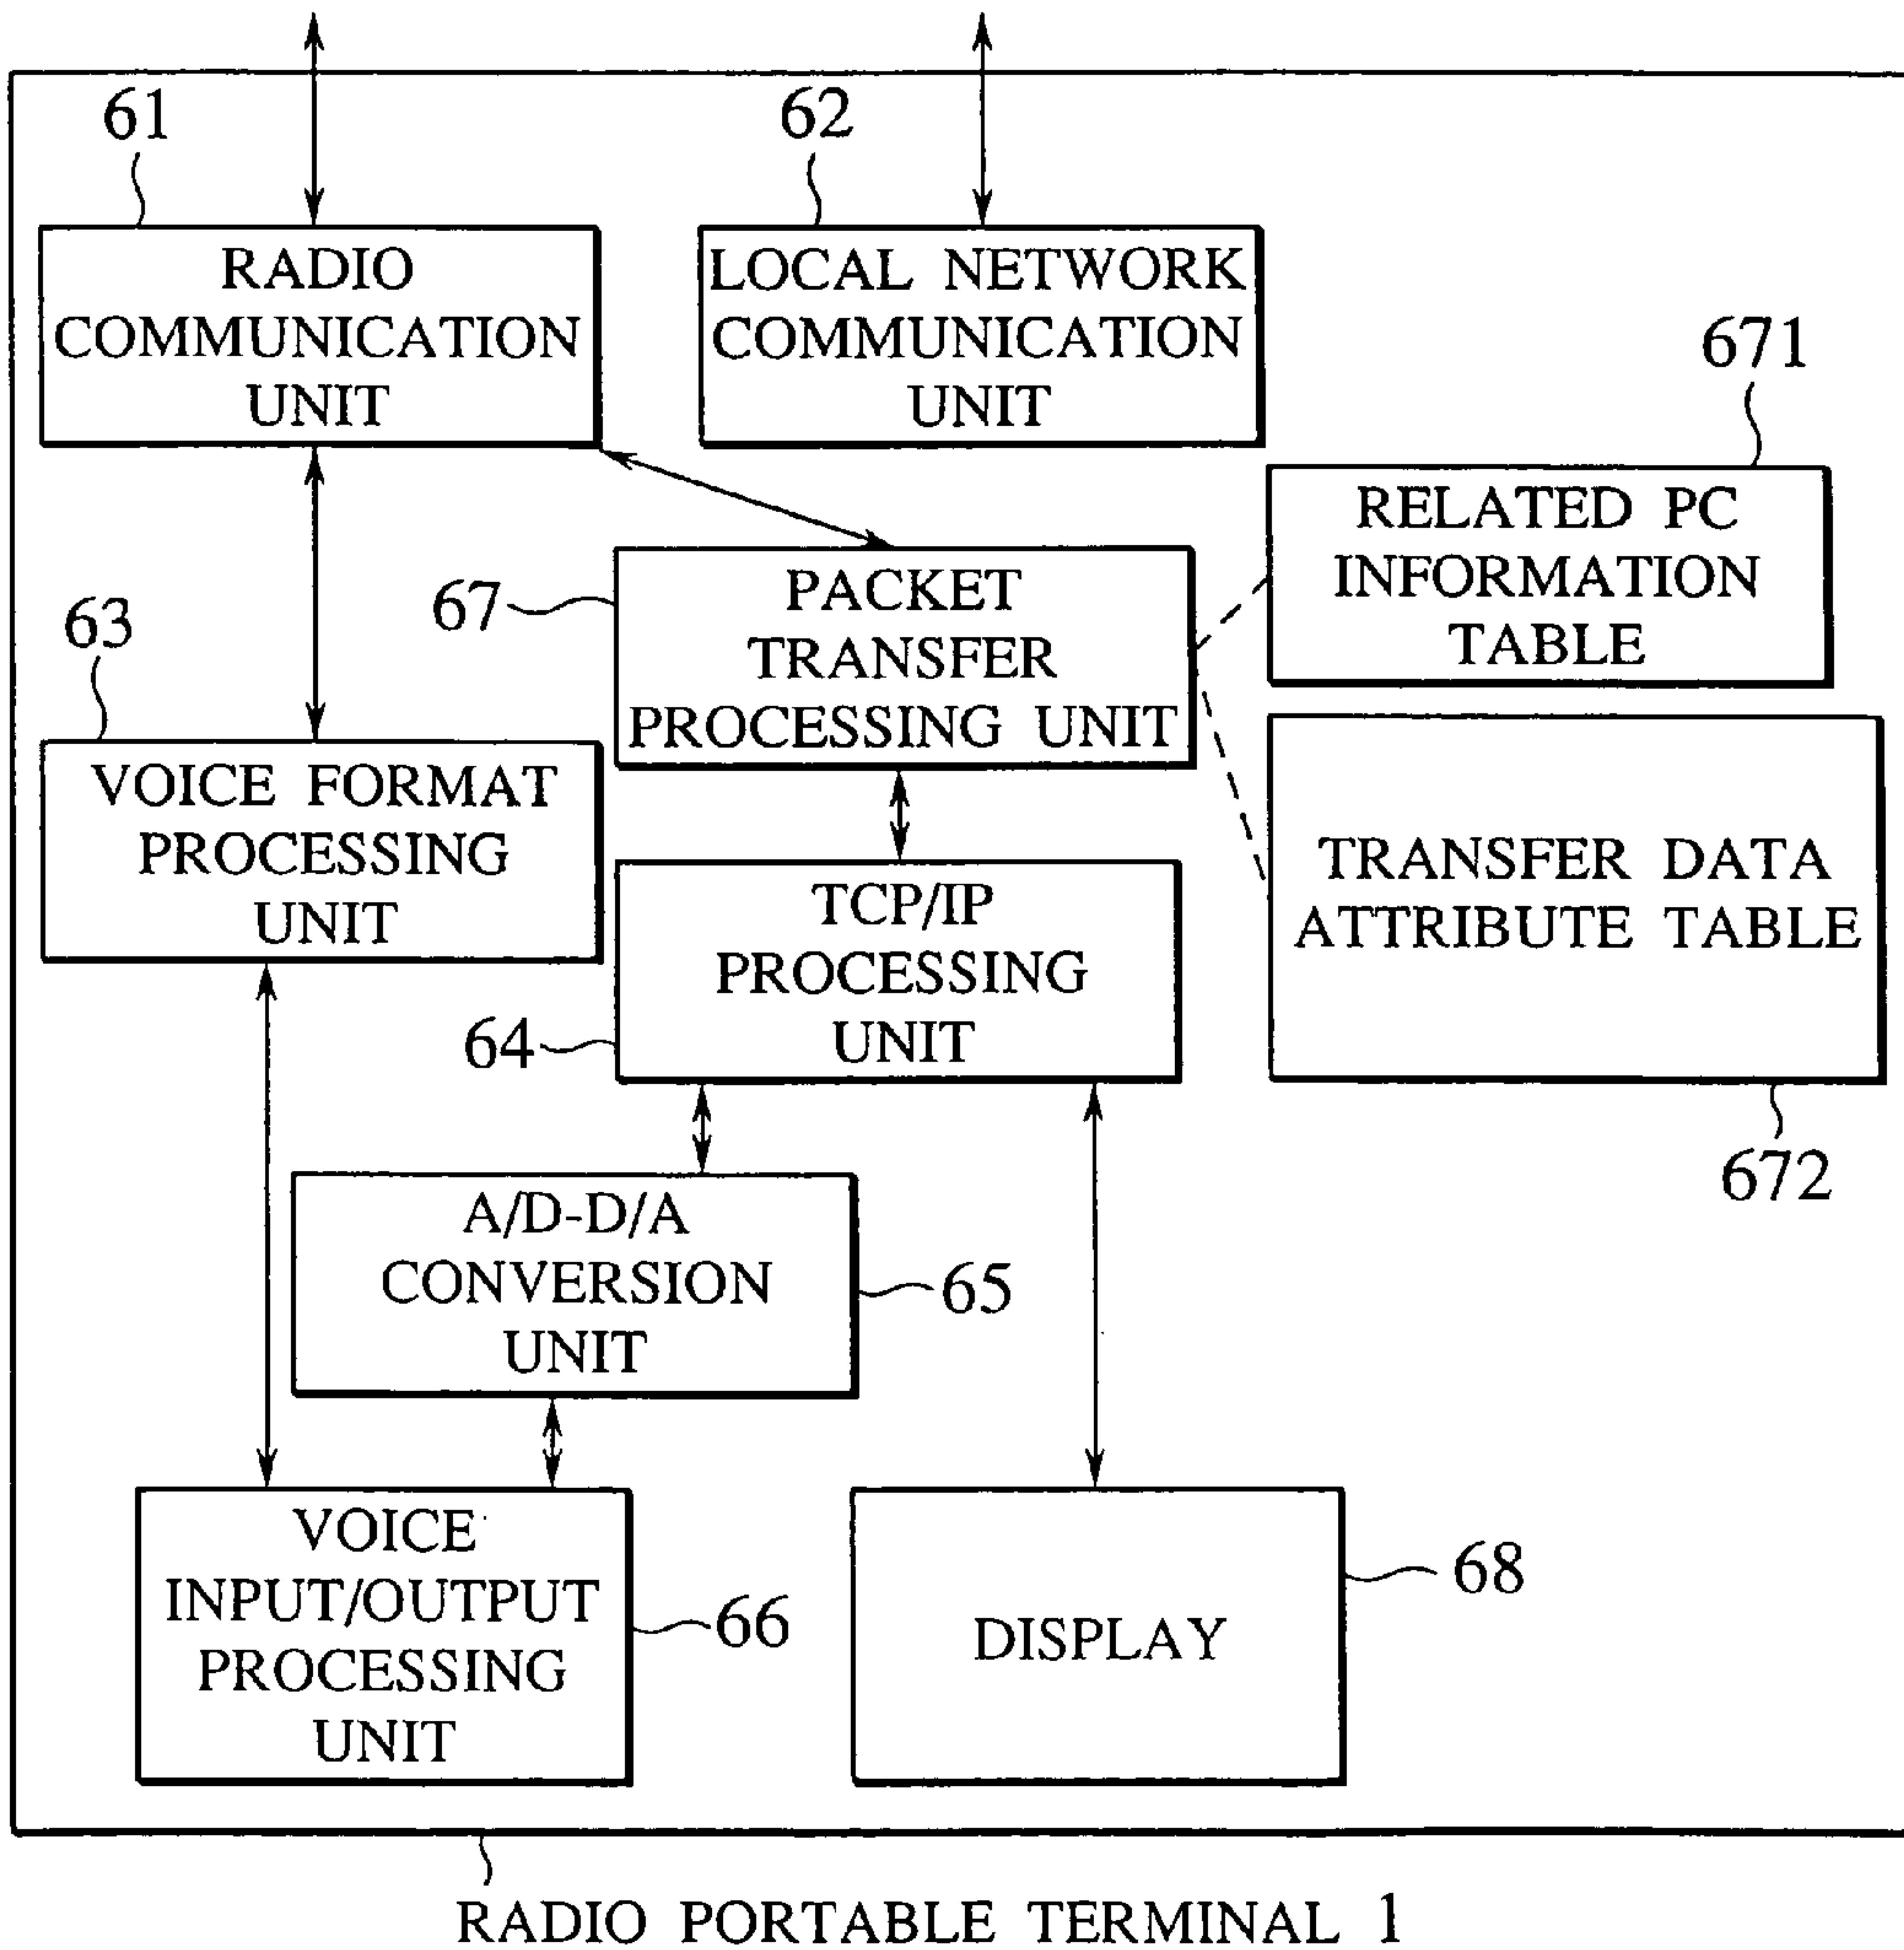 61
62
RADIO
COMMUNICATION
UNIT
LOCAL NETWORK
COMMUNICATION
UNIT
671
RELATED PC
INFORMATION
TABLE
67
PACKET
TRANSFER
PROCESSING UNIT
63
VOICE FORMAT
PROCESSING
UNIT
TRANSFER DATA
ATTRIBUTE TABLE
672
TCP/IP
PROCESSING
UNIT
64
A/D-D/A
CONVERSION
UNIT
65
VOICE
INPUT/OUTPUT
PROCESSING
UNIT
66
DISPLAY
68
RADIO PORTABLE TERMINAL 1